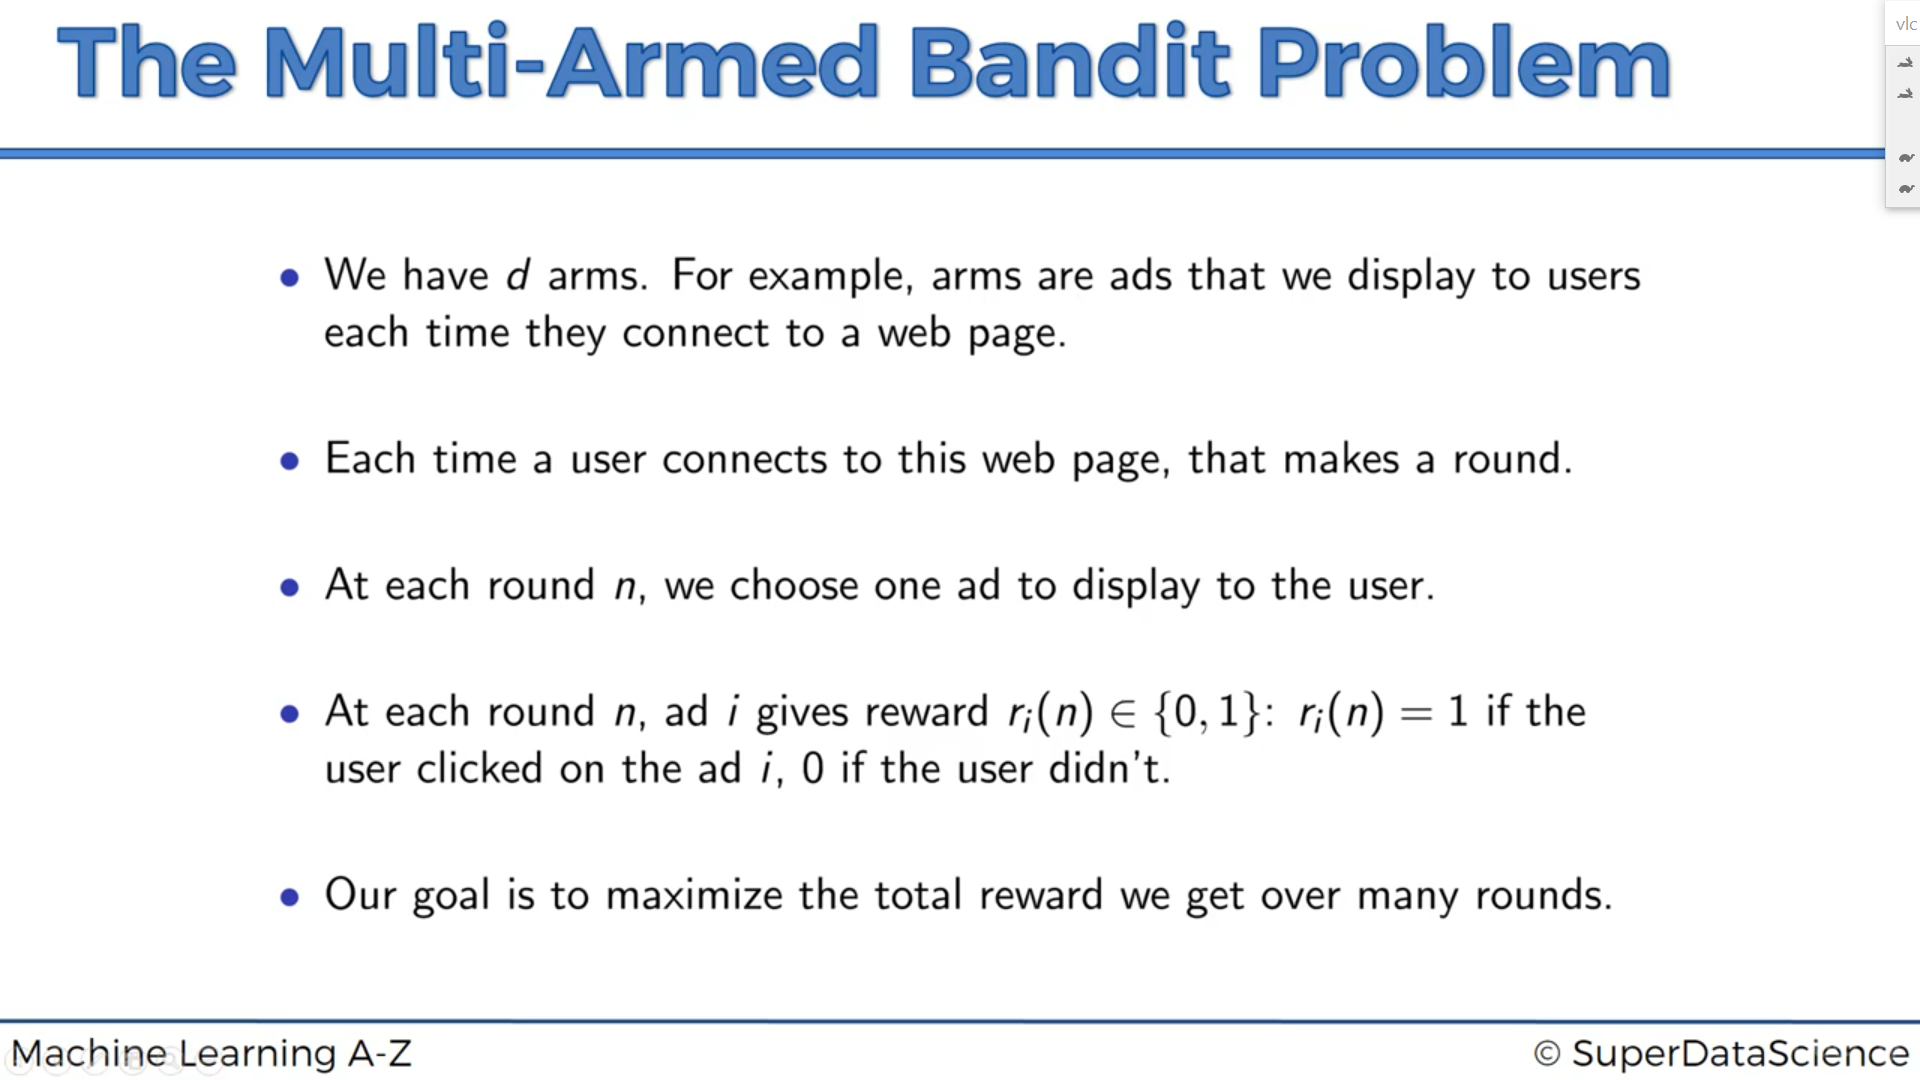 The Multi-Armed Bandit Problem
vlc
• We have d arms. For example, arms are ads that we display to users
each time they connect to a web page.
• Each time a user connects to this web page, that makes a round.
• At each round n, we choose one ad to display to the user.
• At each round n, ad i gives reward rᵢ(n) ∈ {0, 1}: rᵢ(n) = 1 if the
user clicked on the ad i, 0 if the user didn't.
• Our goal is to maximize the total reward we get over many rounds.
Machine Learning A-Z
© SuperDataScience